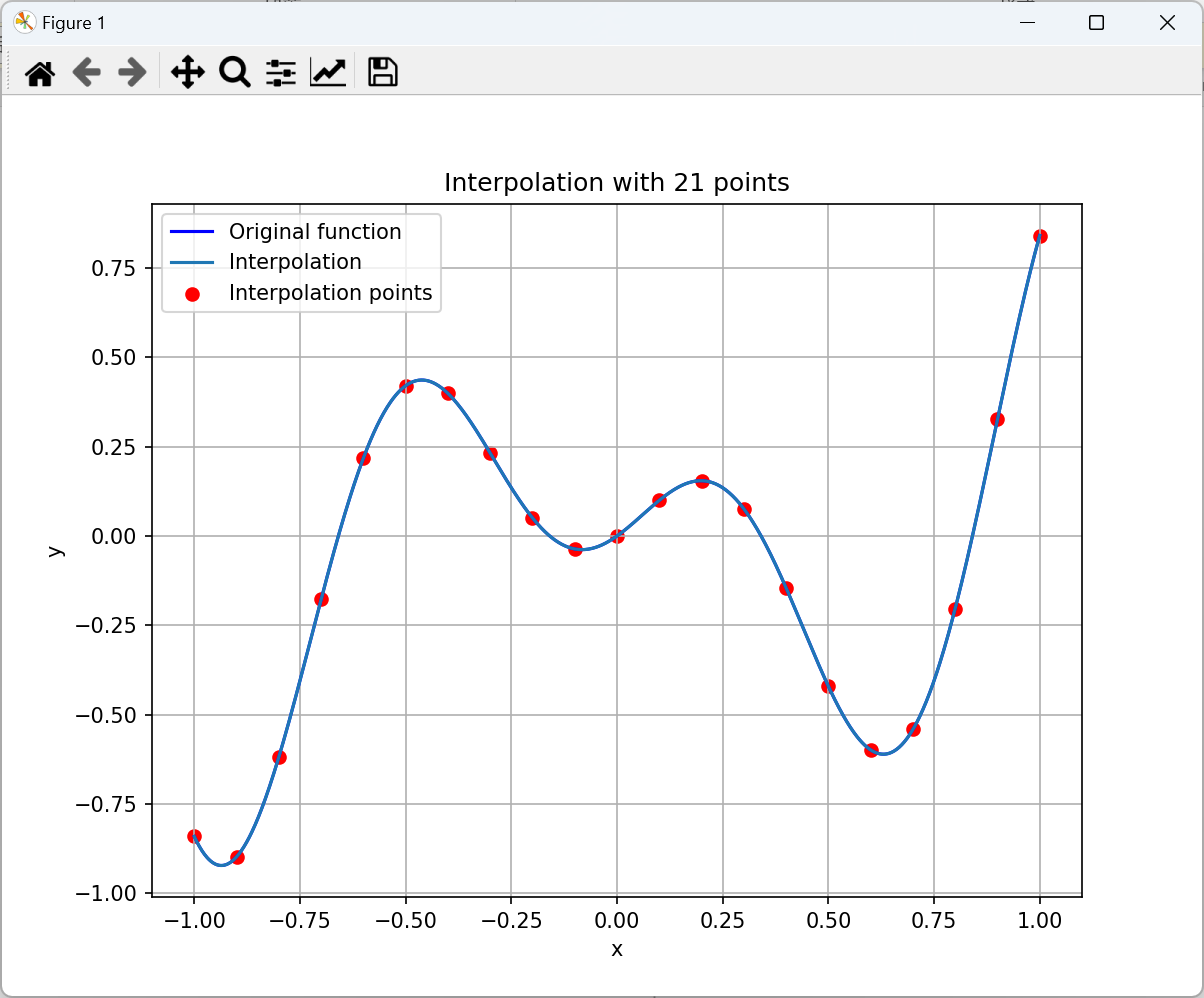 Figure 1
Interpolation with 21 points
Original function
Interpolation
Interpolation points
0.75
0.50
0.25
0.00
−0.25
−0.50
−0.75
−1.00
y
−1.00 −0.75 −0.50 −0.25 0.00 0.25 0.50 0.75 1.00
x